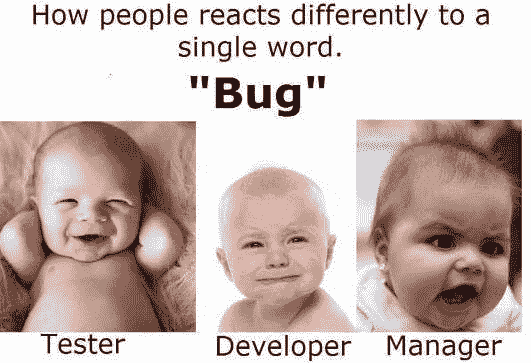 How people reacts differently to a
single word.
"Bug"
Tester
Developer
Manager